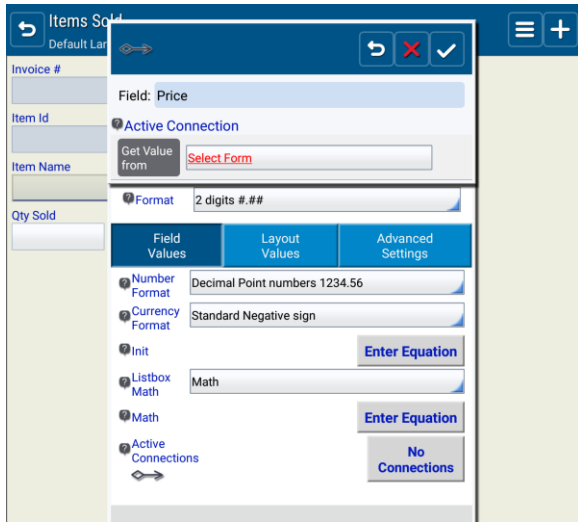 Items So
Default Lar
Invoice #
Item Id
Item Name
Qty Sold
Field: Price
Active Connection
Get Value
from
Select Form
Format
2 digits #.##
Field
Values
Layout
Values
Advanced
Settings
Number
Format
Decimal Point numbers 1234.56
Currency
Format
Standard Negative sign
Init
Enter Equation
Listbox
Math
Math
Math
Enter Equation
Active
Connections
No
Connections